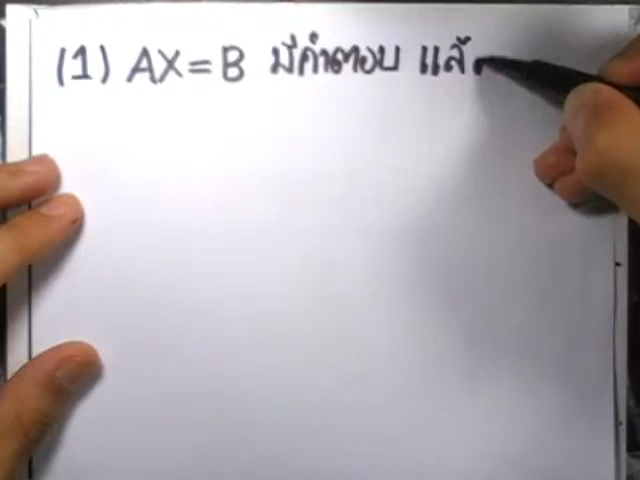 (1) AX = B มีคำตอบ แล้